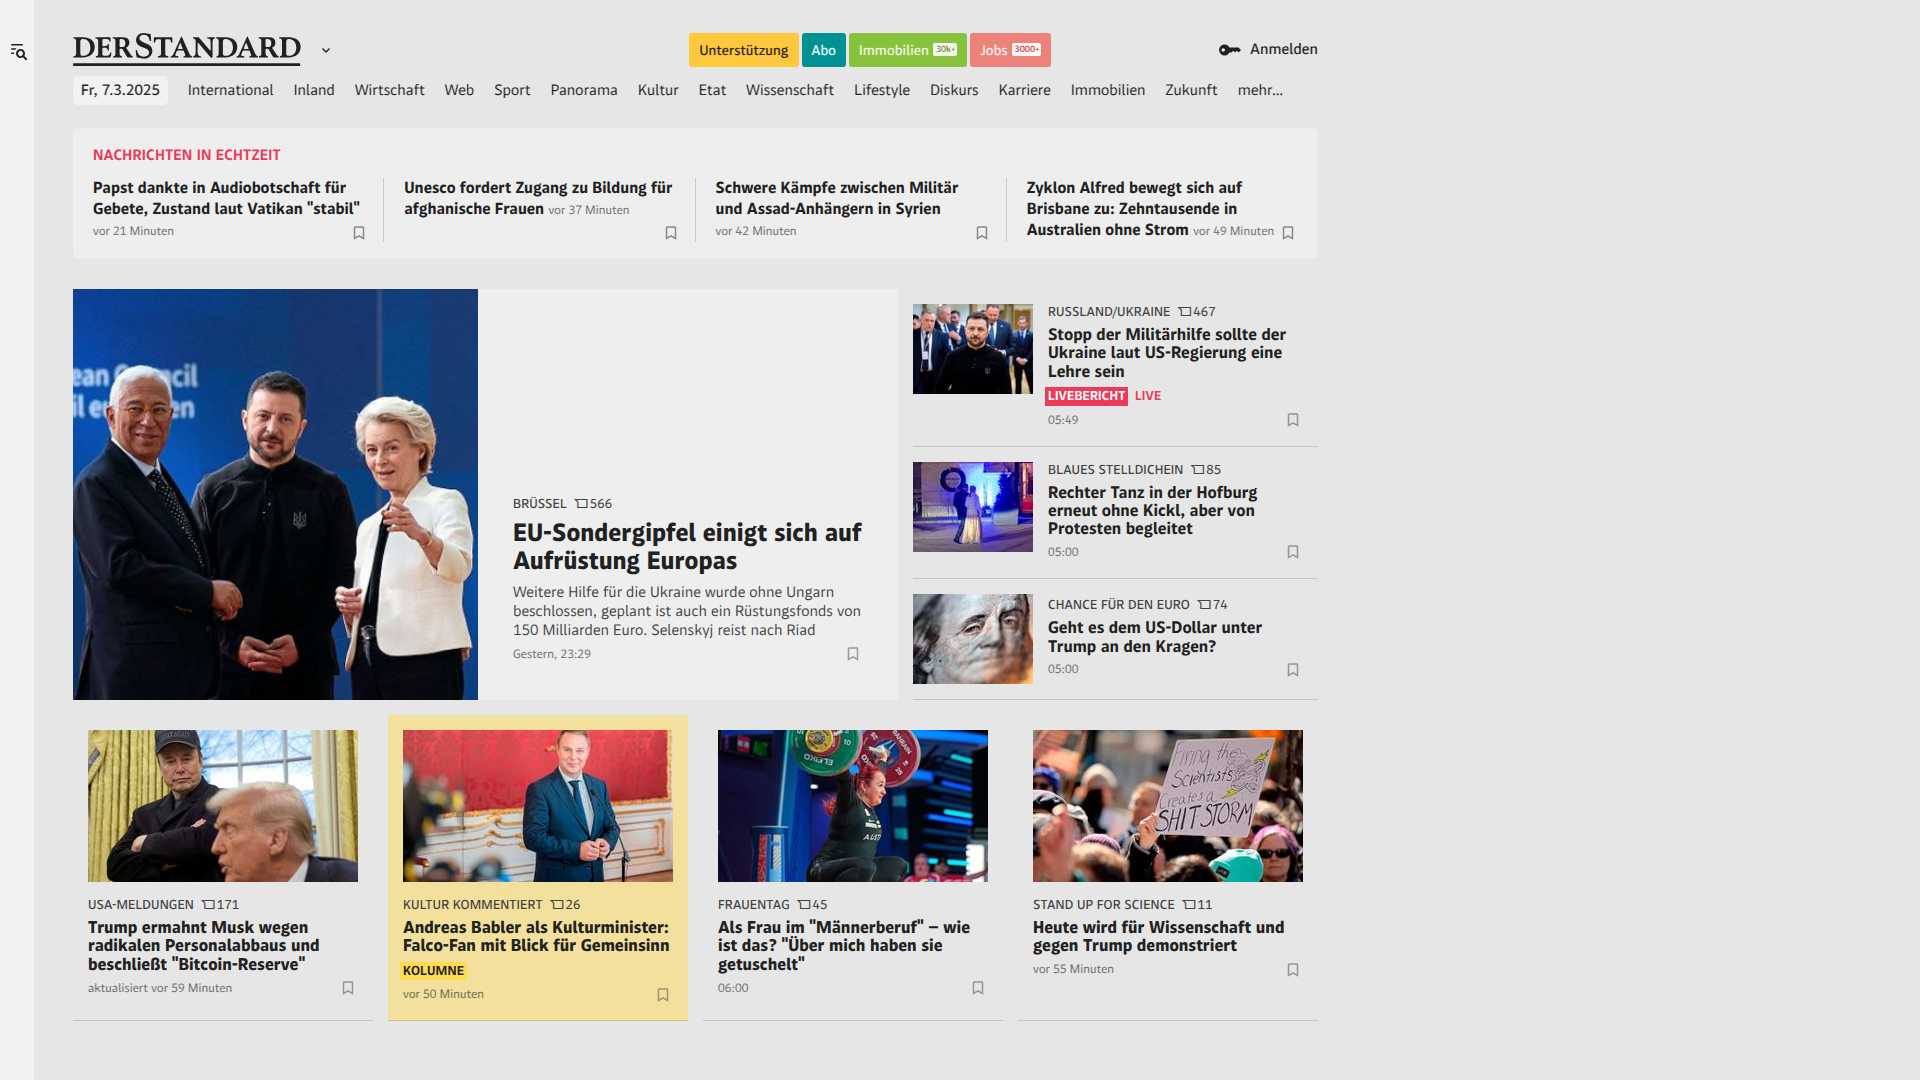 DERSTANDARD
Unterstützung
Abo
Immobilien 30k+
Jobs 3000+
Anmelden
Fr, 7.3.2025
International
Inland
Wirtschaft
Web
Sport
Panorama
Kultur
Etat
Wissenschaft
Lifestyle
Diskurs
Karriere
Immobilien
Zukunft
mehr...
NACHRICHTEN IN ECHTZEIT
Papst dankte in Audiobotschaft für
Gebete, Zustand laut Vatikan "stabil"
vor 21 Minuten
Unesco fordert Zugang zu Bildung für
afghanische Frauen vor 37 Minuten
Schwere Kämpfe zwischen Militär
und Assad-Anhängern in Syrien
vor 42 Minuten
Zyklon Alfred bewegt sich auf
Brisbane zu: Zehntausende in
Australien ohne Strom vor 49 Minuten
BRÜSSEL 566
EU-Sondergipfel einigt sich auf
Aufrüstung Europas
Weitere Hilfe für die Ukraine wurde ohne Ungarn
beschlossen, geplant ist auch ein Rüstungsfonds von
150 Milliarden Euro. Selenskyj reist nach Riad
Gestern, 23:29
RUSSLAND/UKRAINE 467
Stopp der Militärhilfe sollte der
Ukraine laut US-Regierung eine
Lehre sein
LIVEBERICHT LIVE
05:49
BLAUES STELLDICHEIN 85
Rechter Tanz in der Hofburg
erneut ohne Kickl, aber von
Protesten begleitet
05:00
CHANCE FÜR DEN EURO 74
Geht es dem US-Dollar unter
Trump an den Kragen?
05:00
USA-MELDUNGEN 171
Trump ermahnt Musk wegen
radikalen Personalabbaus und
beschließt "Bitcoin-Reserve"
aktualisiert vor 59 Minuten
KULTUR KOMMENTIERT 26
Andreas Babler als Kulturminister:
Falco-Fan mit Blick für Gemeinsinn
KOLUMNE
vor 50 Minuten
ELEIKO
BAHRAIN
AUST
FRAUENTAG 45
Als Frau im "Männerberuf" – wie
ist das? "Über mich haben sie
getuschelt"
06:00
Firing the
Scientists
Creates a
SHIT STORM
STAND UP FOR SCIENCE 11
Heute wird für Wissenschaft und
gegen Trump demonstriert
vor 55 Minuten